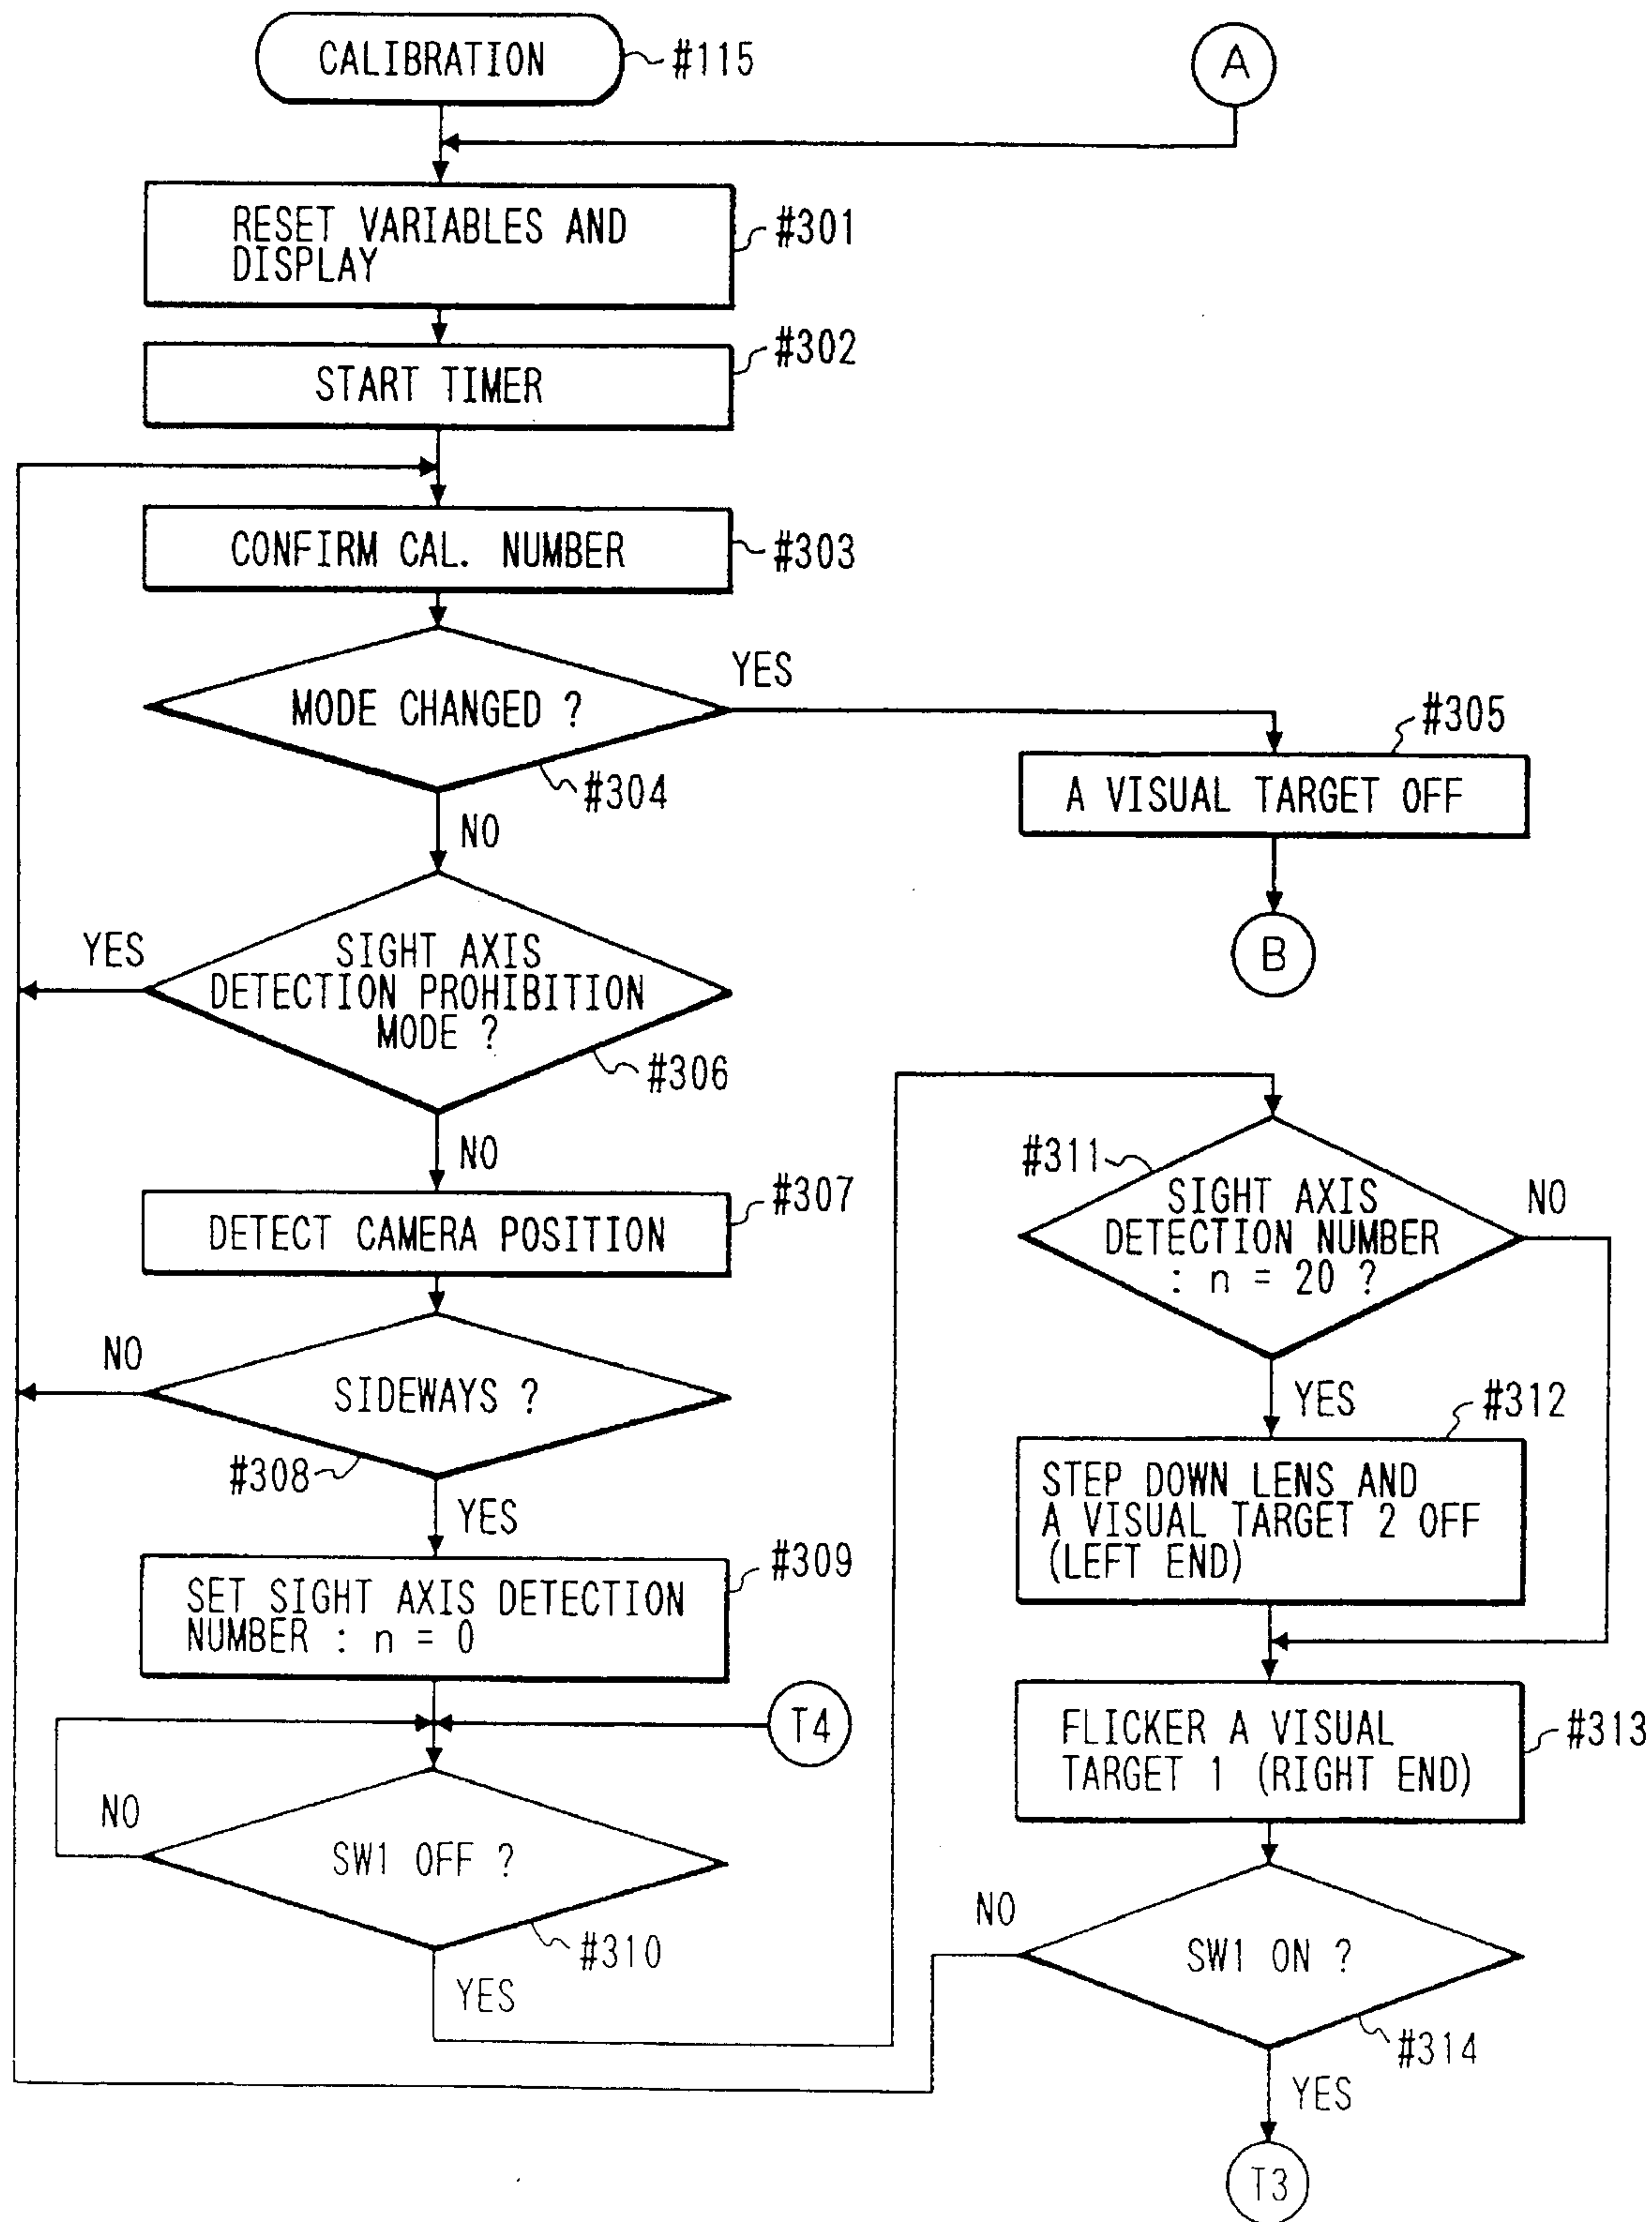 CALIBRATION
#115
A
RESET VARIABLES AND
DISPLAY
#301
START TIMER
#302
CONFIRM CAL. NUMBER
#303
MODE CHANGED ?
YES
#304
NO
#305
A VISUAL TARGET OFF
B
YES
SIGHT AXIS
DETECTION PROHIBITION
MODE ?
#306
NO
DETECT CAMERA POSITION
#307
NO
SIDEWAYS ?
#308
YES
SET SIGHT AXIS DETECTION
NUMBER : n = 0
#309
T4
NO
SW1 OFF ?
#310
YES
#311
SIGHT AXIS
DETECTION NUMBER
: n = 20 ?
NO
YES
#312
STEP DOWN LENS AND
A VISUAL TARGET 2 OFF
(LEFT END)
FLICKER A VISUAL
TARGET 1 (RIGHT END)
#313
NO
SW1 ON ?
#314
YES
T3